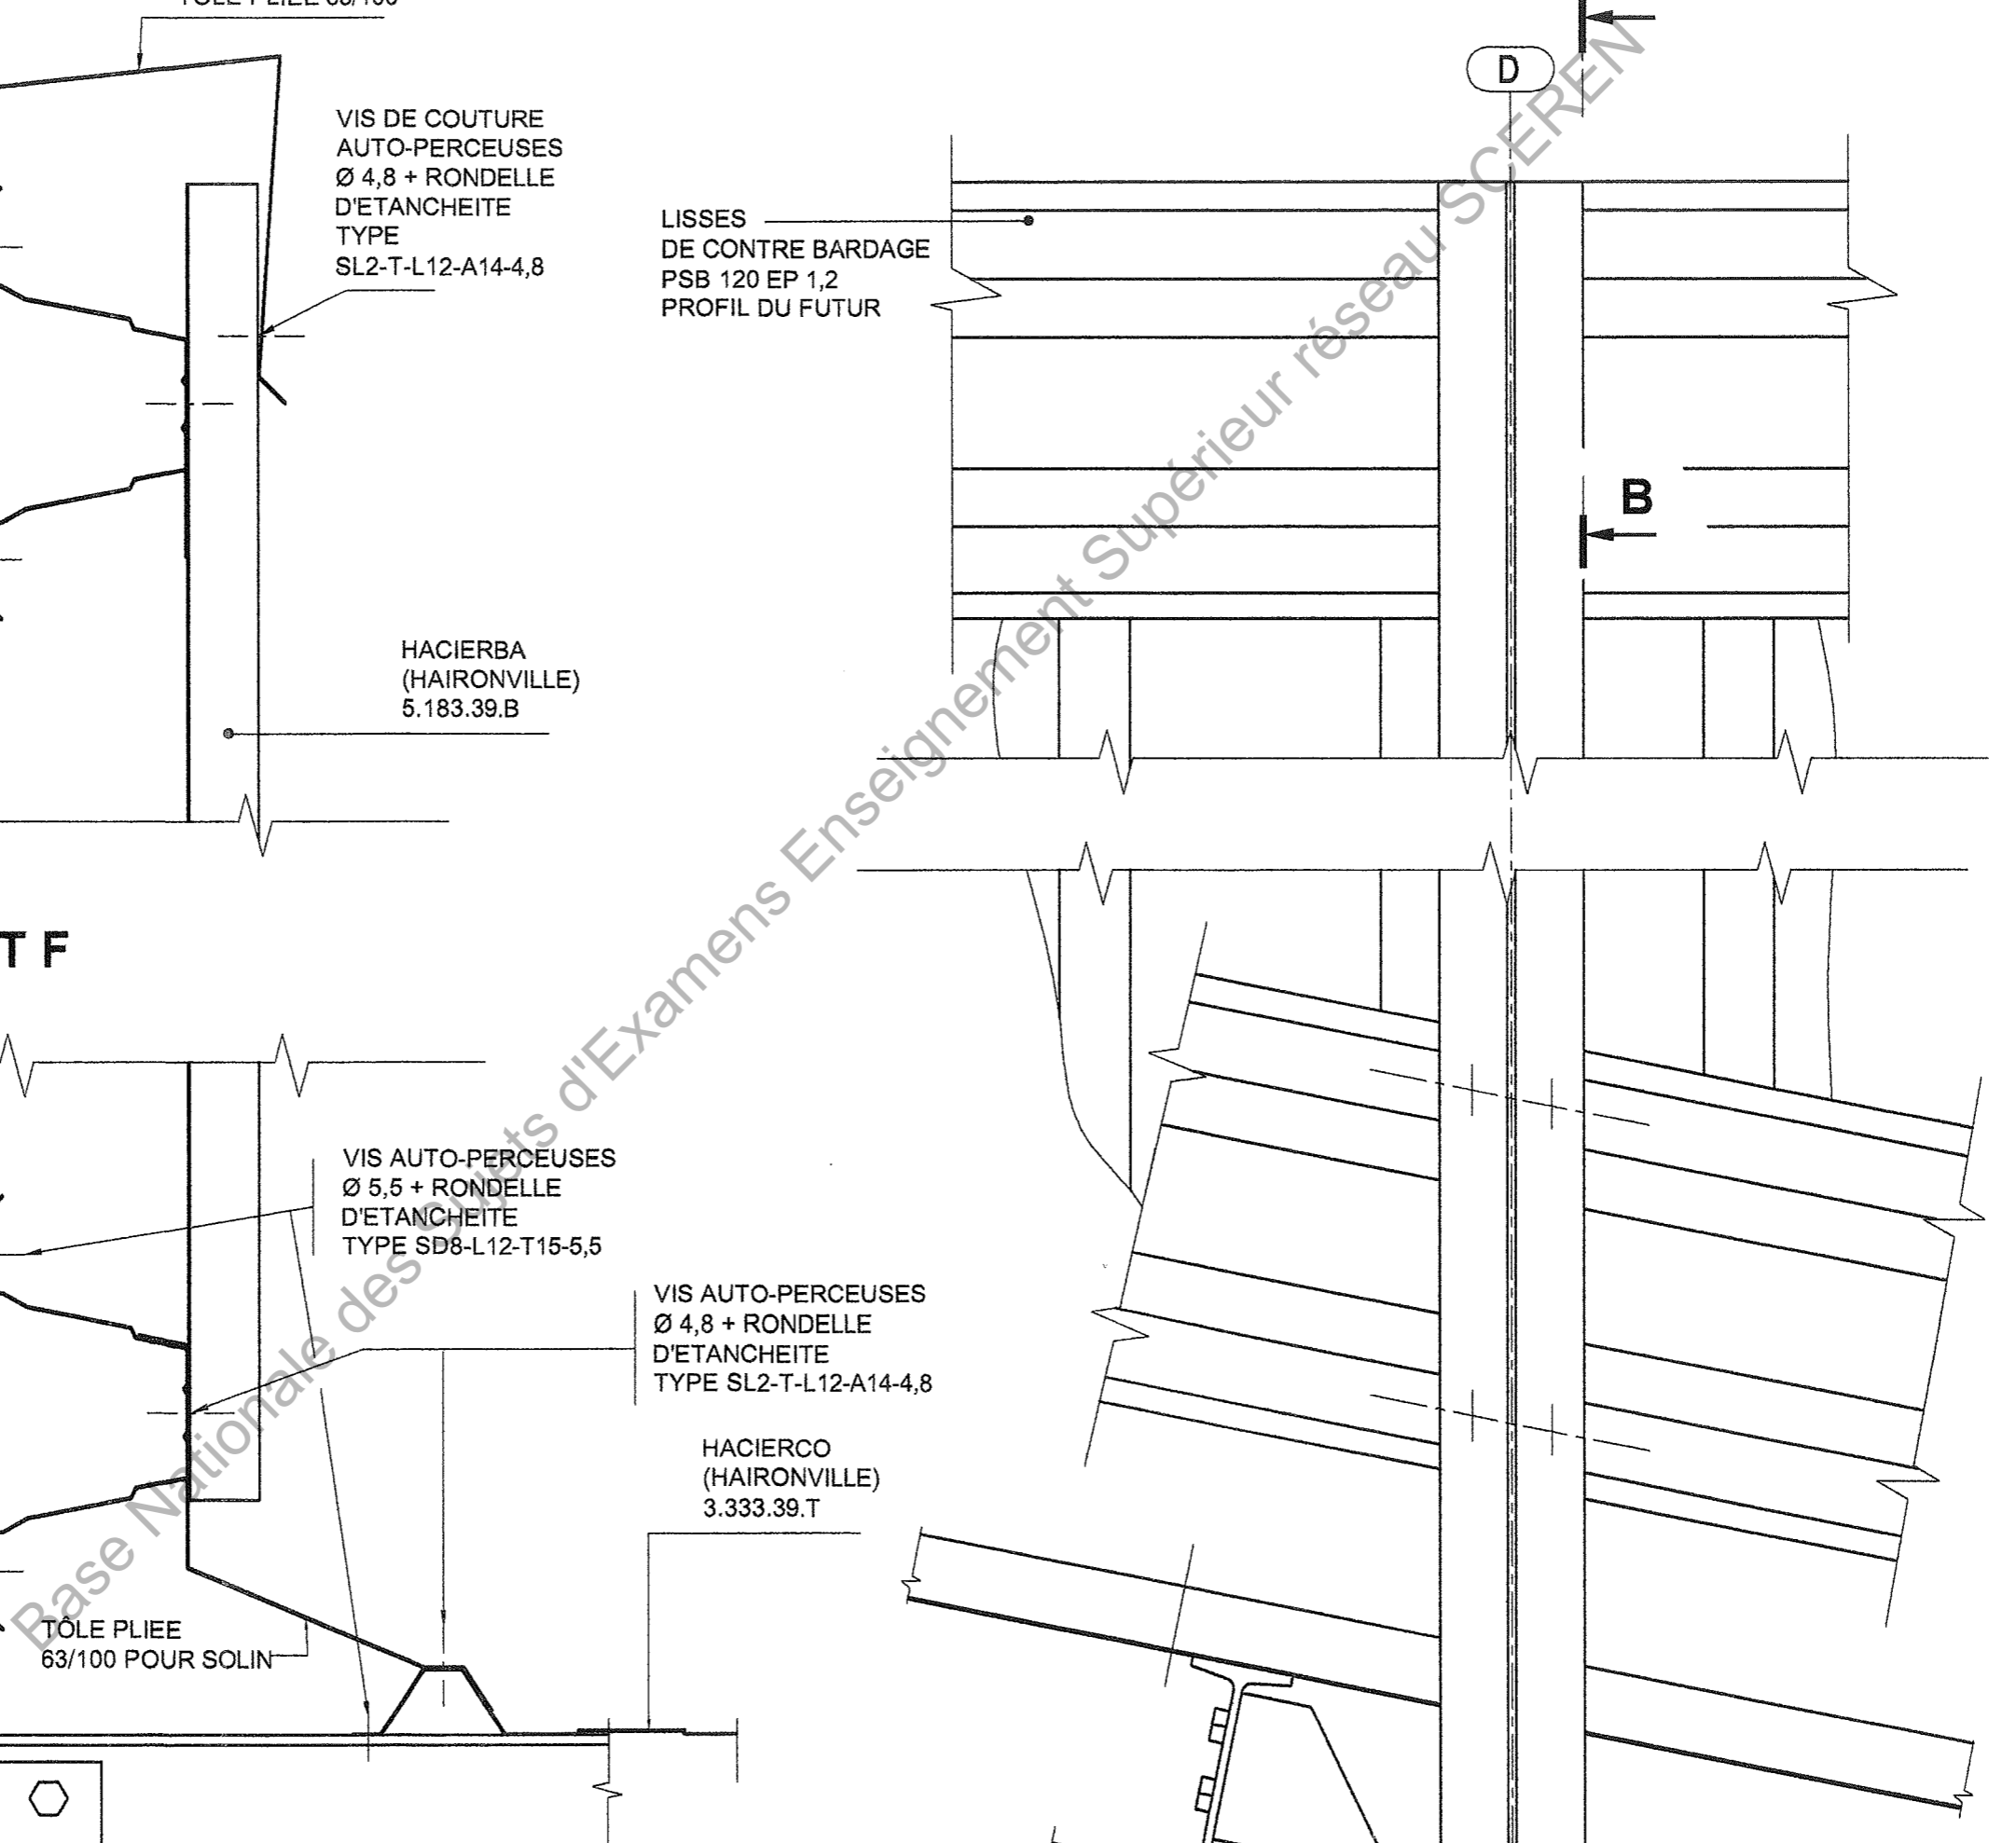 TOLE PLIEE 63/100
VIS DE COUTURE
AUTO-PERCEUSES
Ø 4,8 + RONDELLE
D'ETANCHEITE
TYPE
SL2-T-L12-A14-4,8
D
LISSES
DE CONTRE BARDAGE
PSB 120 EP 1,2
PROFIL DU FUTUR
B
HACIERBA
(HAIRONVILLE)
5.183.39.B
T F
VIS AUTO-PERCEUSES
Ø 5,5 + RONDELLE
D'ETANCHEITE
TYPE SD8-L12-T15-5,5
VIS AUTO-PERCEUSES
Ø 4,8 + RONDELLE
D'ETANCHEITE
TYPE SL2-T-L12-A14-4,8
HACIERCO
(HAIRONVILLE)
3.333.39.T
TÔLE PLIEE
63/100 POUR SOLIN
Base Nationale des Sujets d'Examens Enseignement Supérieur réseau SCEREN